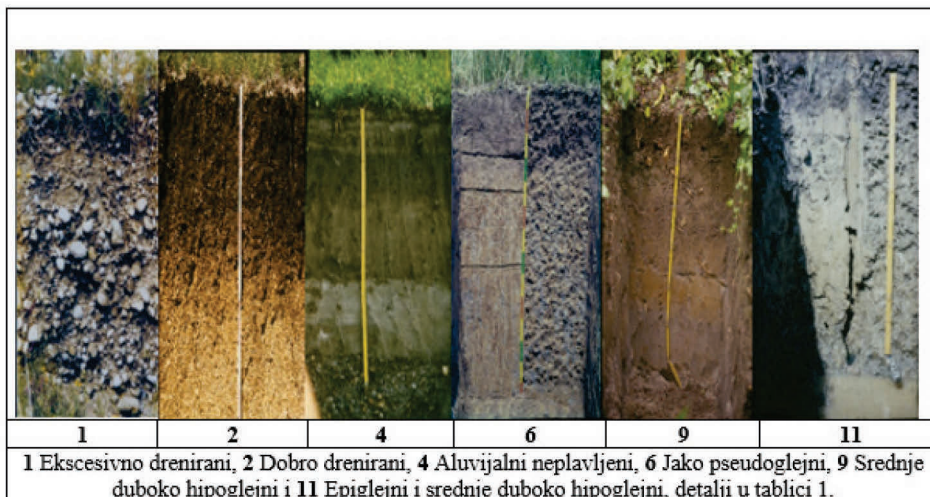 1 2 4 6 9 11
1 Ekscesivno drenirani, 2 Dobro drenirani, 4 Aluvijalni neplavljeni, 6 Jako pseudoglejni, 9 Srednje
duboko hipoglejni i 11 Epiglejni i srednje duboko hipoglejni, detalji u tablici 1.